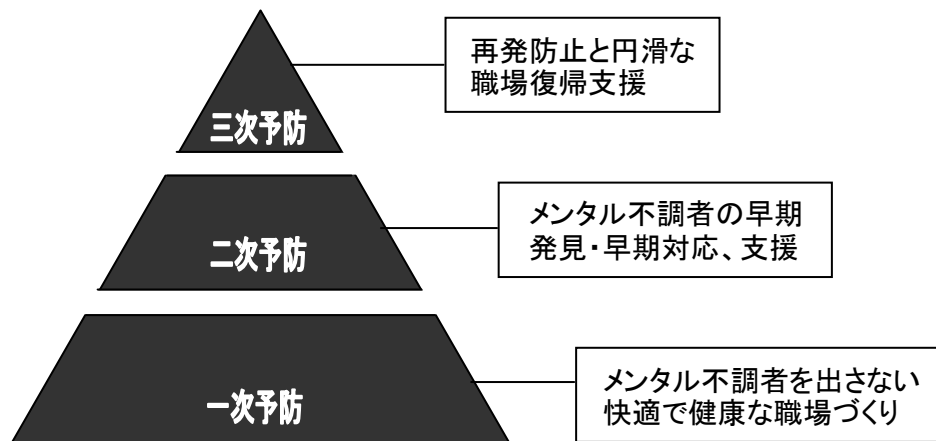 再発防止と円滑な
職場復帰支援
三次予防
メンタル不調者の早期
発見・早期対応、支援
二次予防
メンタル不調者を出さない
快適で健康な職場づくり
一次予防